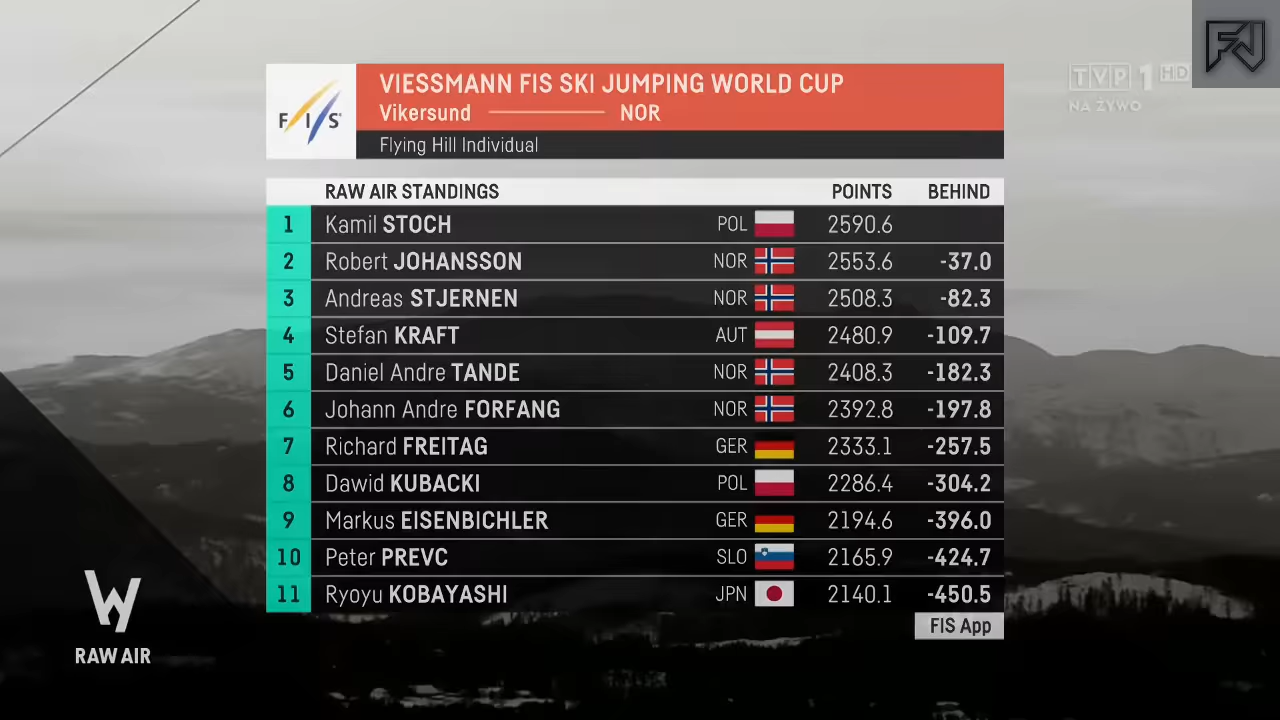 VIESSMANN FIS SKI JUMPING WORLD CUP
Vikersund NOR
Flying Hill Individual
FIS
TVP 1 HD
NA ŻYWO
RAW AIR STANDINGS POINTS BEHIND
1 Kamil STOCH POL 2590.6
2 Robert JOHANSSON NOR 2553.6 -37.0
3 Andreas STJERNEN NOR 2508.3 -82.3
4 Stefan KRAFT AUT 2480.9 -109.7
5 Daniel Andre TANDE NOR 2408.3 -182.3
6 Johann Andre FORFANG NOR 2392.8 -197.8
7 Richard FREITAG GER 2333.1 -257.5
8 Dawid KUBACKI POL 2286.4 -304.2
9 Markus EISENBICHLER GER 2194.6 -396.0
10 Peter PREVC SLO 2165.9 -424.7
11 Ryoyu KOBAYASHI JPN 2140.1 -450.5
FIS App
RAW AIR